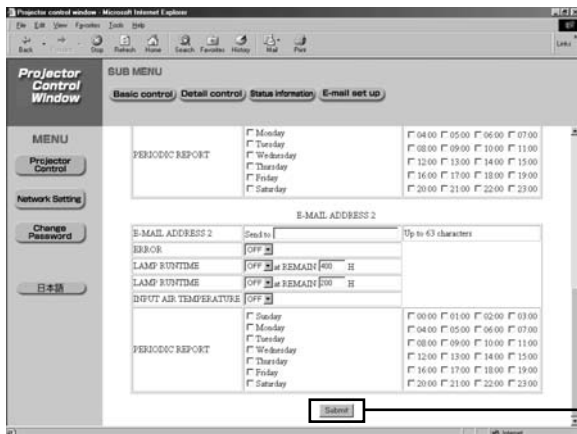 Projector control window - Microsoft Internet Explorer
File Edit View Favorites Tools Help
Back Forward Stop Refresh Home Search Favorites History Mail Print
Links
Projector Control Window
SUB MENU
Basic control Detail control Status information E-mail set up
MENU
Projector Control
Network Setting
Change Password
日本語
PERIODIC REPORT
Monday
Tuesday
Wednesday
Thursday
Friday
Saturday
04:00 05:00 06:00 07:00
08:00 09:00 10:00 11:00
12:00 13:00 14:00 15:00
16:00 17:00 18:00 19:00
20:00 21:00 22:00 23:00
E-MAIL ADDRESS 2
E-MAIL ADDRESS 2 Send to Up to 63 characters
ERROR OFF
LAMP RUNTIME OFF at REMAIN 400 H
LAMP RUNTIME OFF at REMAIN 200 H
INPUT AIR TEMPERATURE OFF
PERIODIC REPORT
Sunday
Monday
Tuesday
Wednesday
Thursday
Friday
Saturday
00:00 01:00 02:00 03:00
04:00 05:00 06:00 07:00
08:00 09:00 10:00 11:00
12:00 13:00 14:00 15:00
16:00 17:00 18:00 19:00
20:00 21:00 22:00 23:00
Submit
Internet